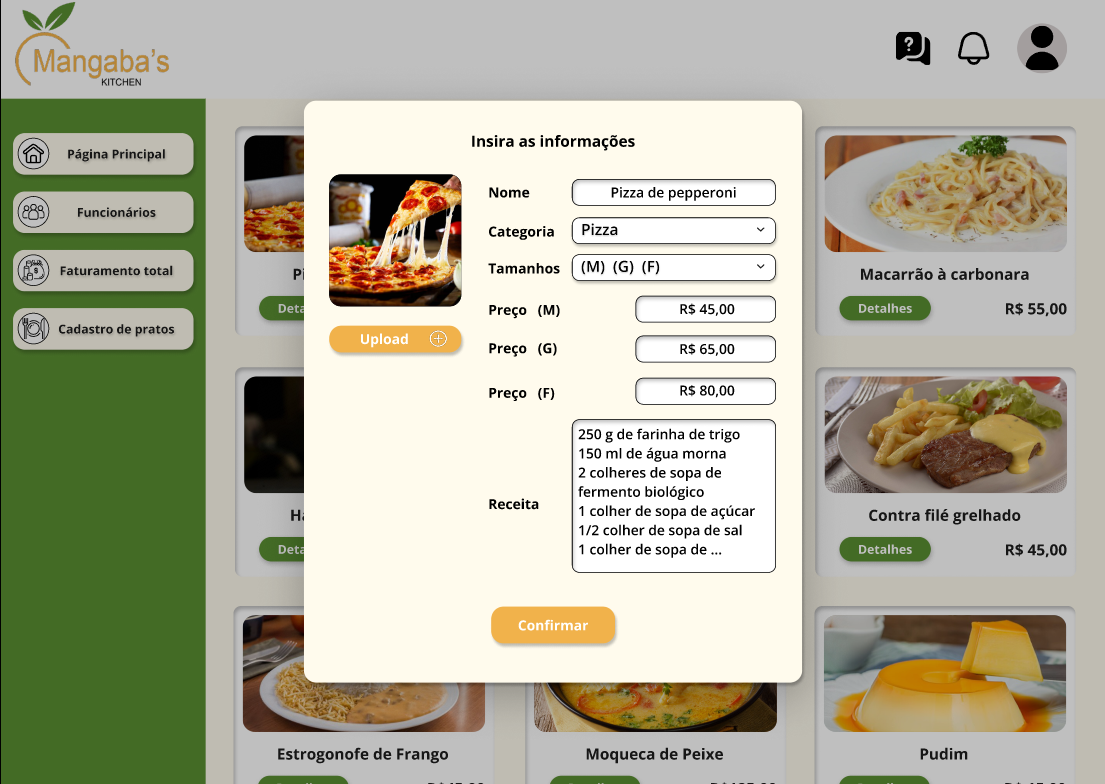 Mangaba's
KITCHEN
?
Página Principal
Funcionários
Faturamento total
Cadastro de pratos
Insira as informações
Nome Pizza de pepperoni
Categoria Pizza
Tamanhos (M) (G) (F)
Preço (M) R$ 45,00
Preço (G) R$ 65,00
Preço (F) R$ 80,00
Upload
Receita
250 g de farinha de trigo
150 ml de água morna
2 colheres de sopa de
fermento biológico
1 colher de sopa de açúcar
1/2 colher de sopa de sal
1 colher de sopa de ...
Confirmar
Pi
Deta
Macarrão à carbonara
Detalhes R$ 55,00
Ha
Deta
Contra filé grelhado
Detalhes R$ 45,00
Estrogonofe de Frango
Moqueca de Peixe
Pudim